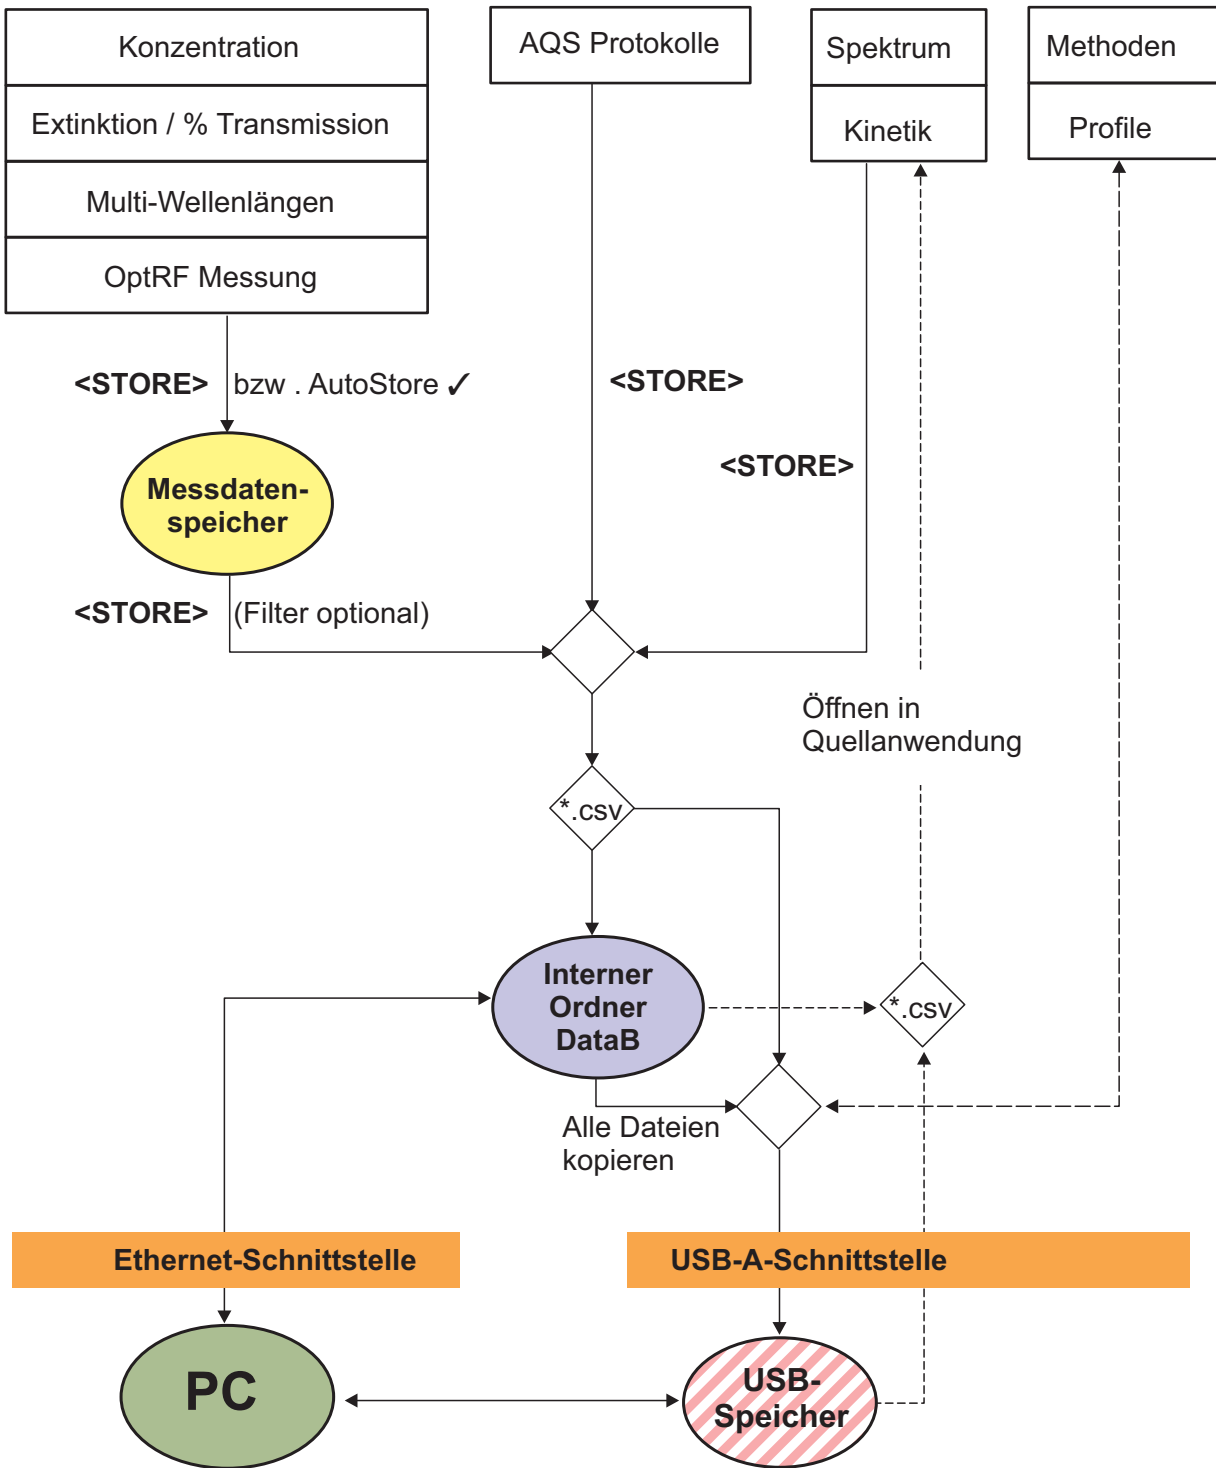 Konzentration
Extinktion / % Transmission
Multi-Wellenlängen
OptRF Messung
AQS Protokolle
Spektrum
Kinetik
Methoden
Profile
<STORE> bzw . AutoStore ✓
<STORE>
<STORE>
Messdaten-
speicher
<STORE> (Filter optional)
Öffnen in
Quellanwendung
*.csv
Interner
Ordner
DataB
*.csv
Alle Dateien
kopieren
Ethernet-Schnittstelle
USB-A-Schnittstelle
PC
USB-
Speicher